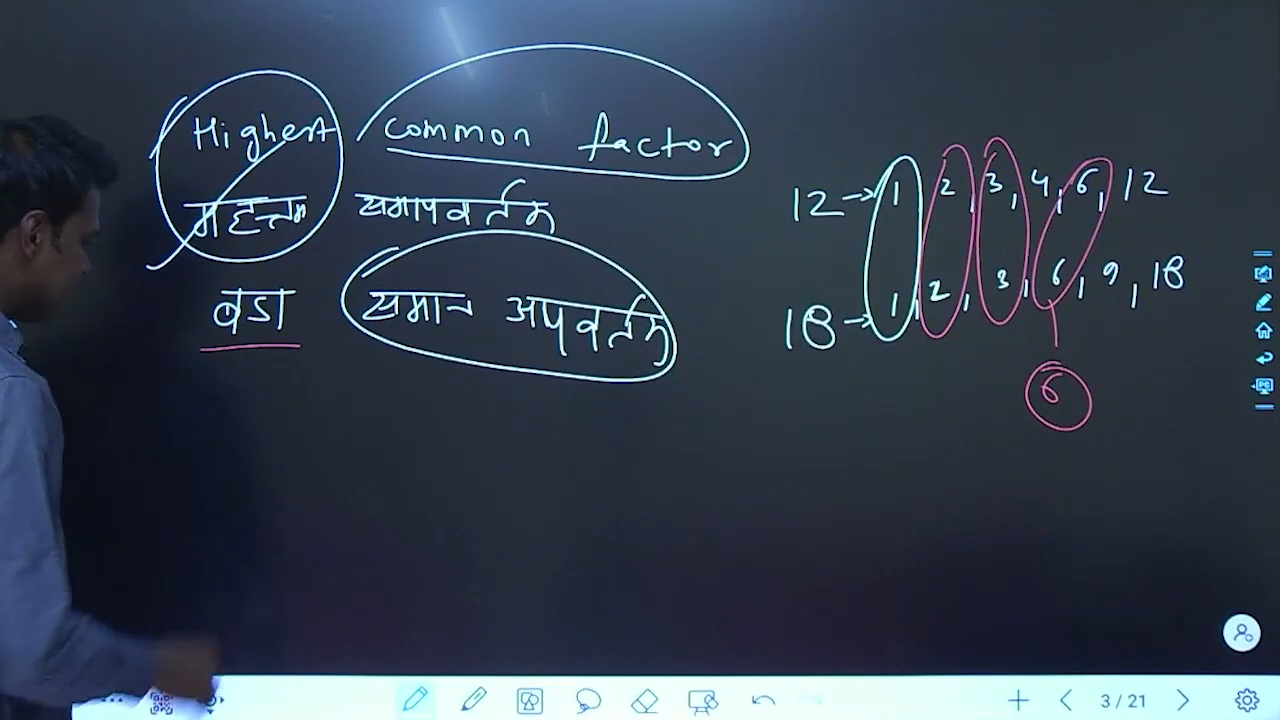 Highest common factor
महत्तम समापवर्तक
बडा समान अपवर्तक
12→ 1 2, 3, 4, 6, 12
18→ 1, 2, 3, 6, 9, 18
6
3 / 21